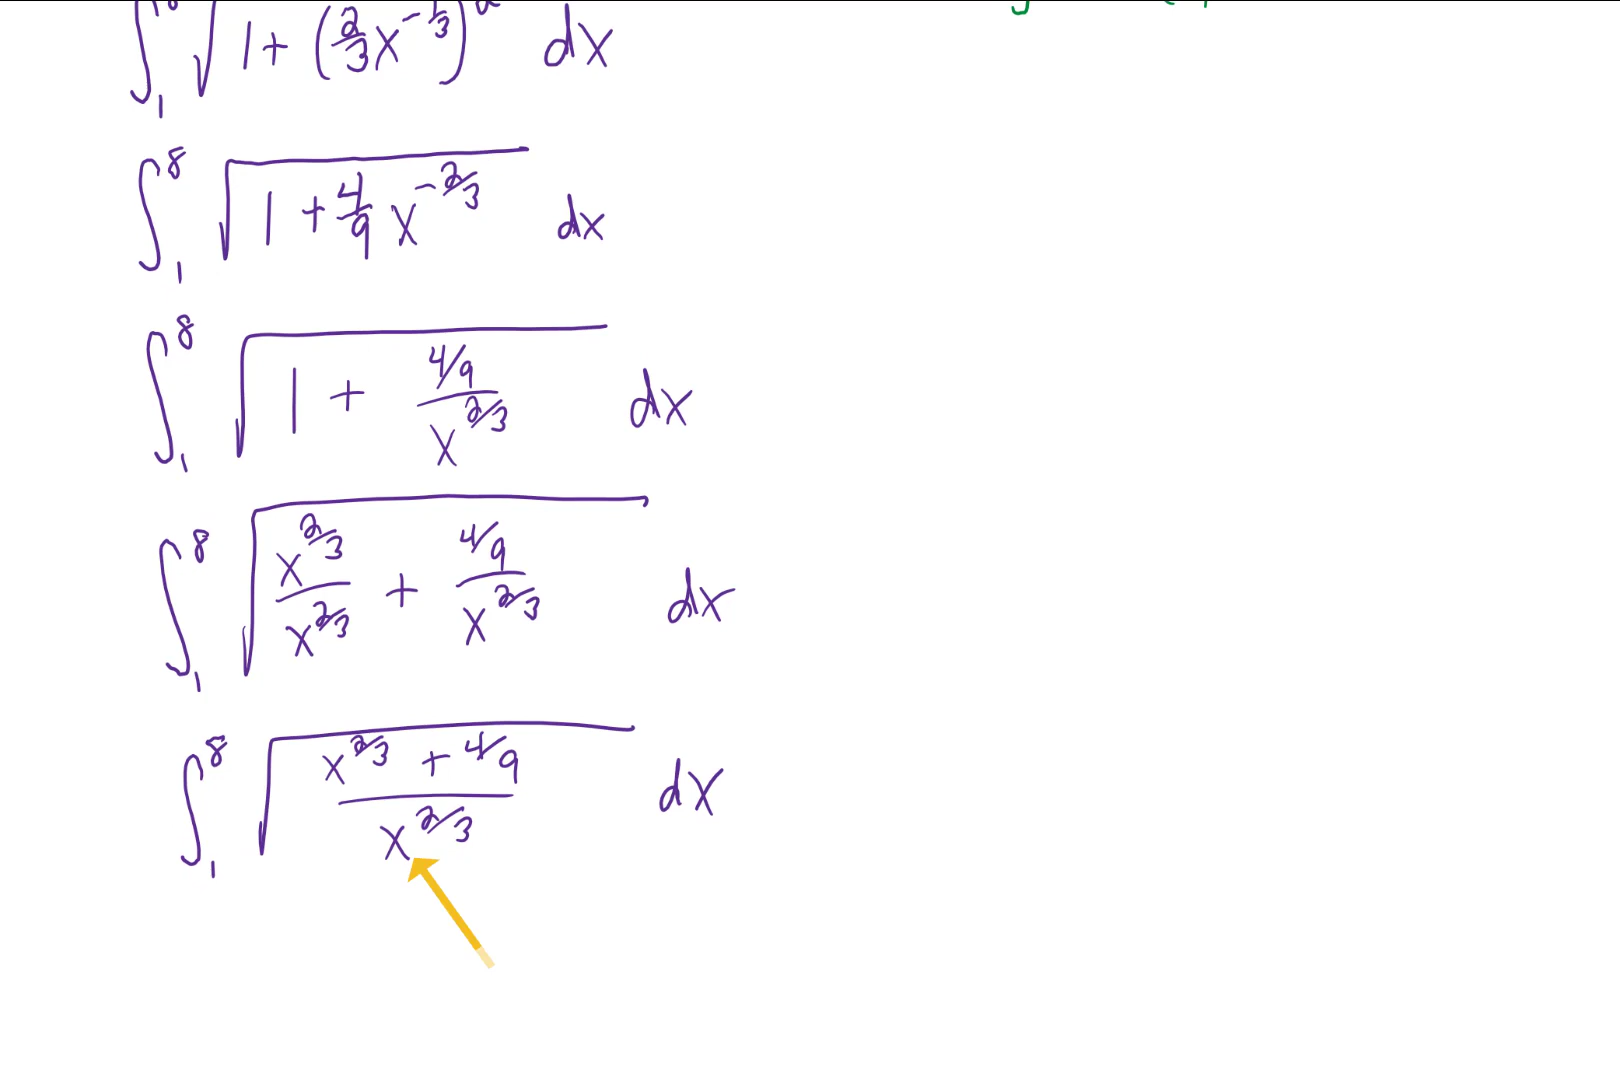 ∫₁⁸ √(1 + (2/3 x^(-1/3))²) dx
∫₁⁸ √(1 + 4/9 x^(-2/3)) dx
∫₁⁸ √(1 + (4/9)/(x^(2/3))) dx
∫₁⁸ √(x^(2/3)/x^(2/3) + (4/9)/(x^(2/3))) dx
∫₁⁸ √((x^(2/3) + 4/9)/(x^(2/3))) dx